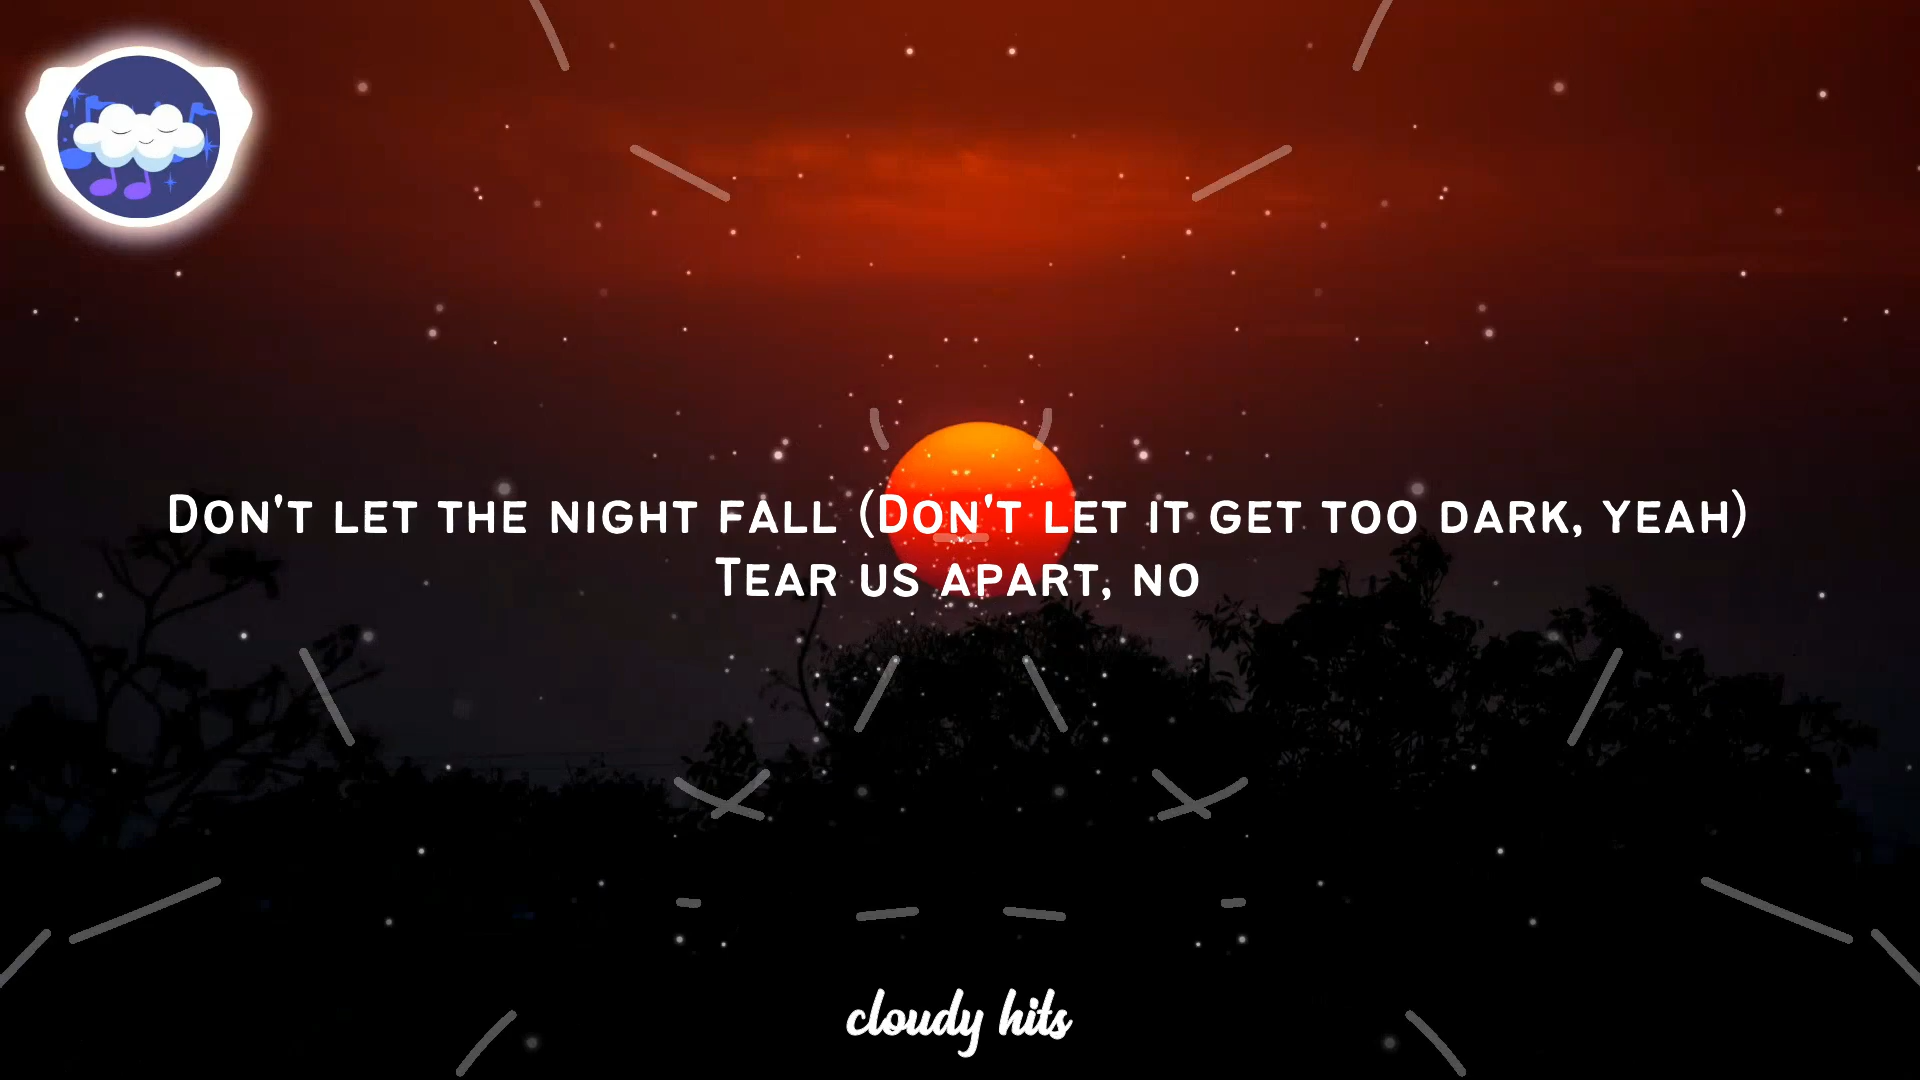 Don't let the night fall (Don't let it get too dark, yeah)
Tear us apart, no
cloudy hits